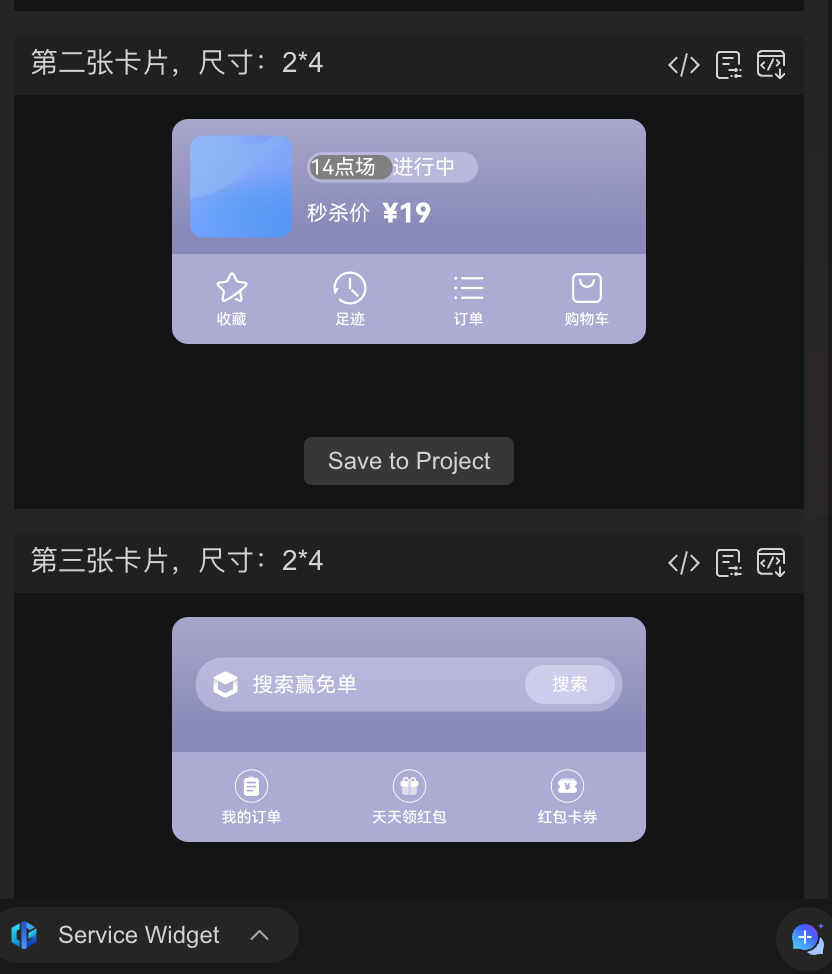 第二张卡片，尺寸：2*4
14点场 进行中
秒杀价 ¥19
收藏 足迹 订单 购物车
Save to Project
第三张卡片，尺寸：2*4
搜索赢免单 搜索
我的订单 天天领红包 红包卡券
Service Widget